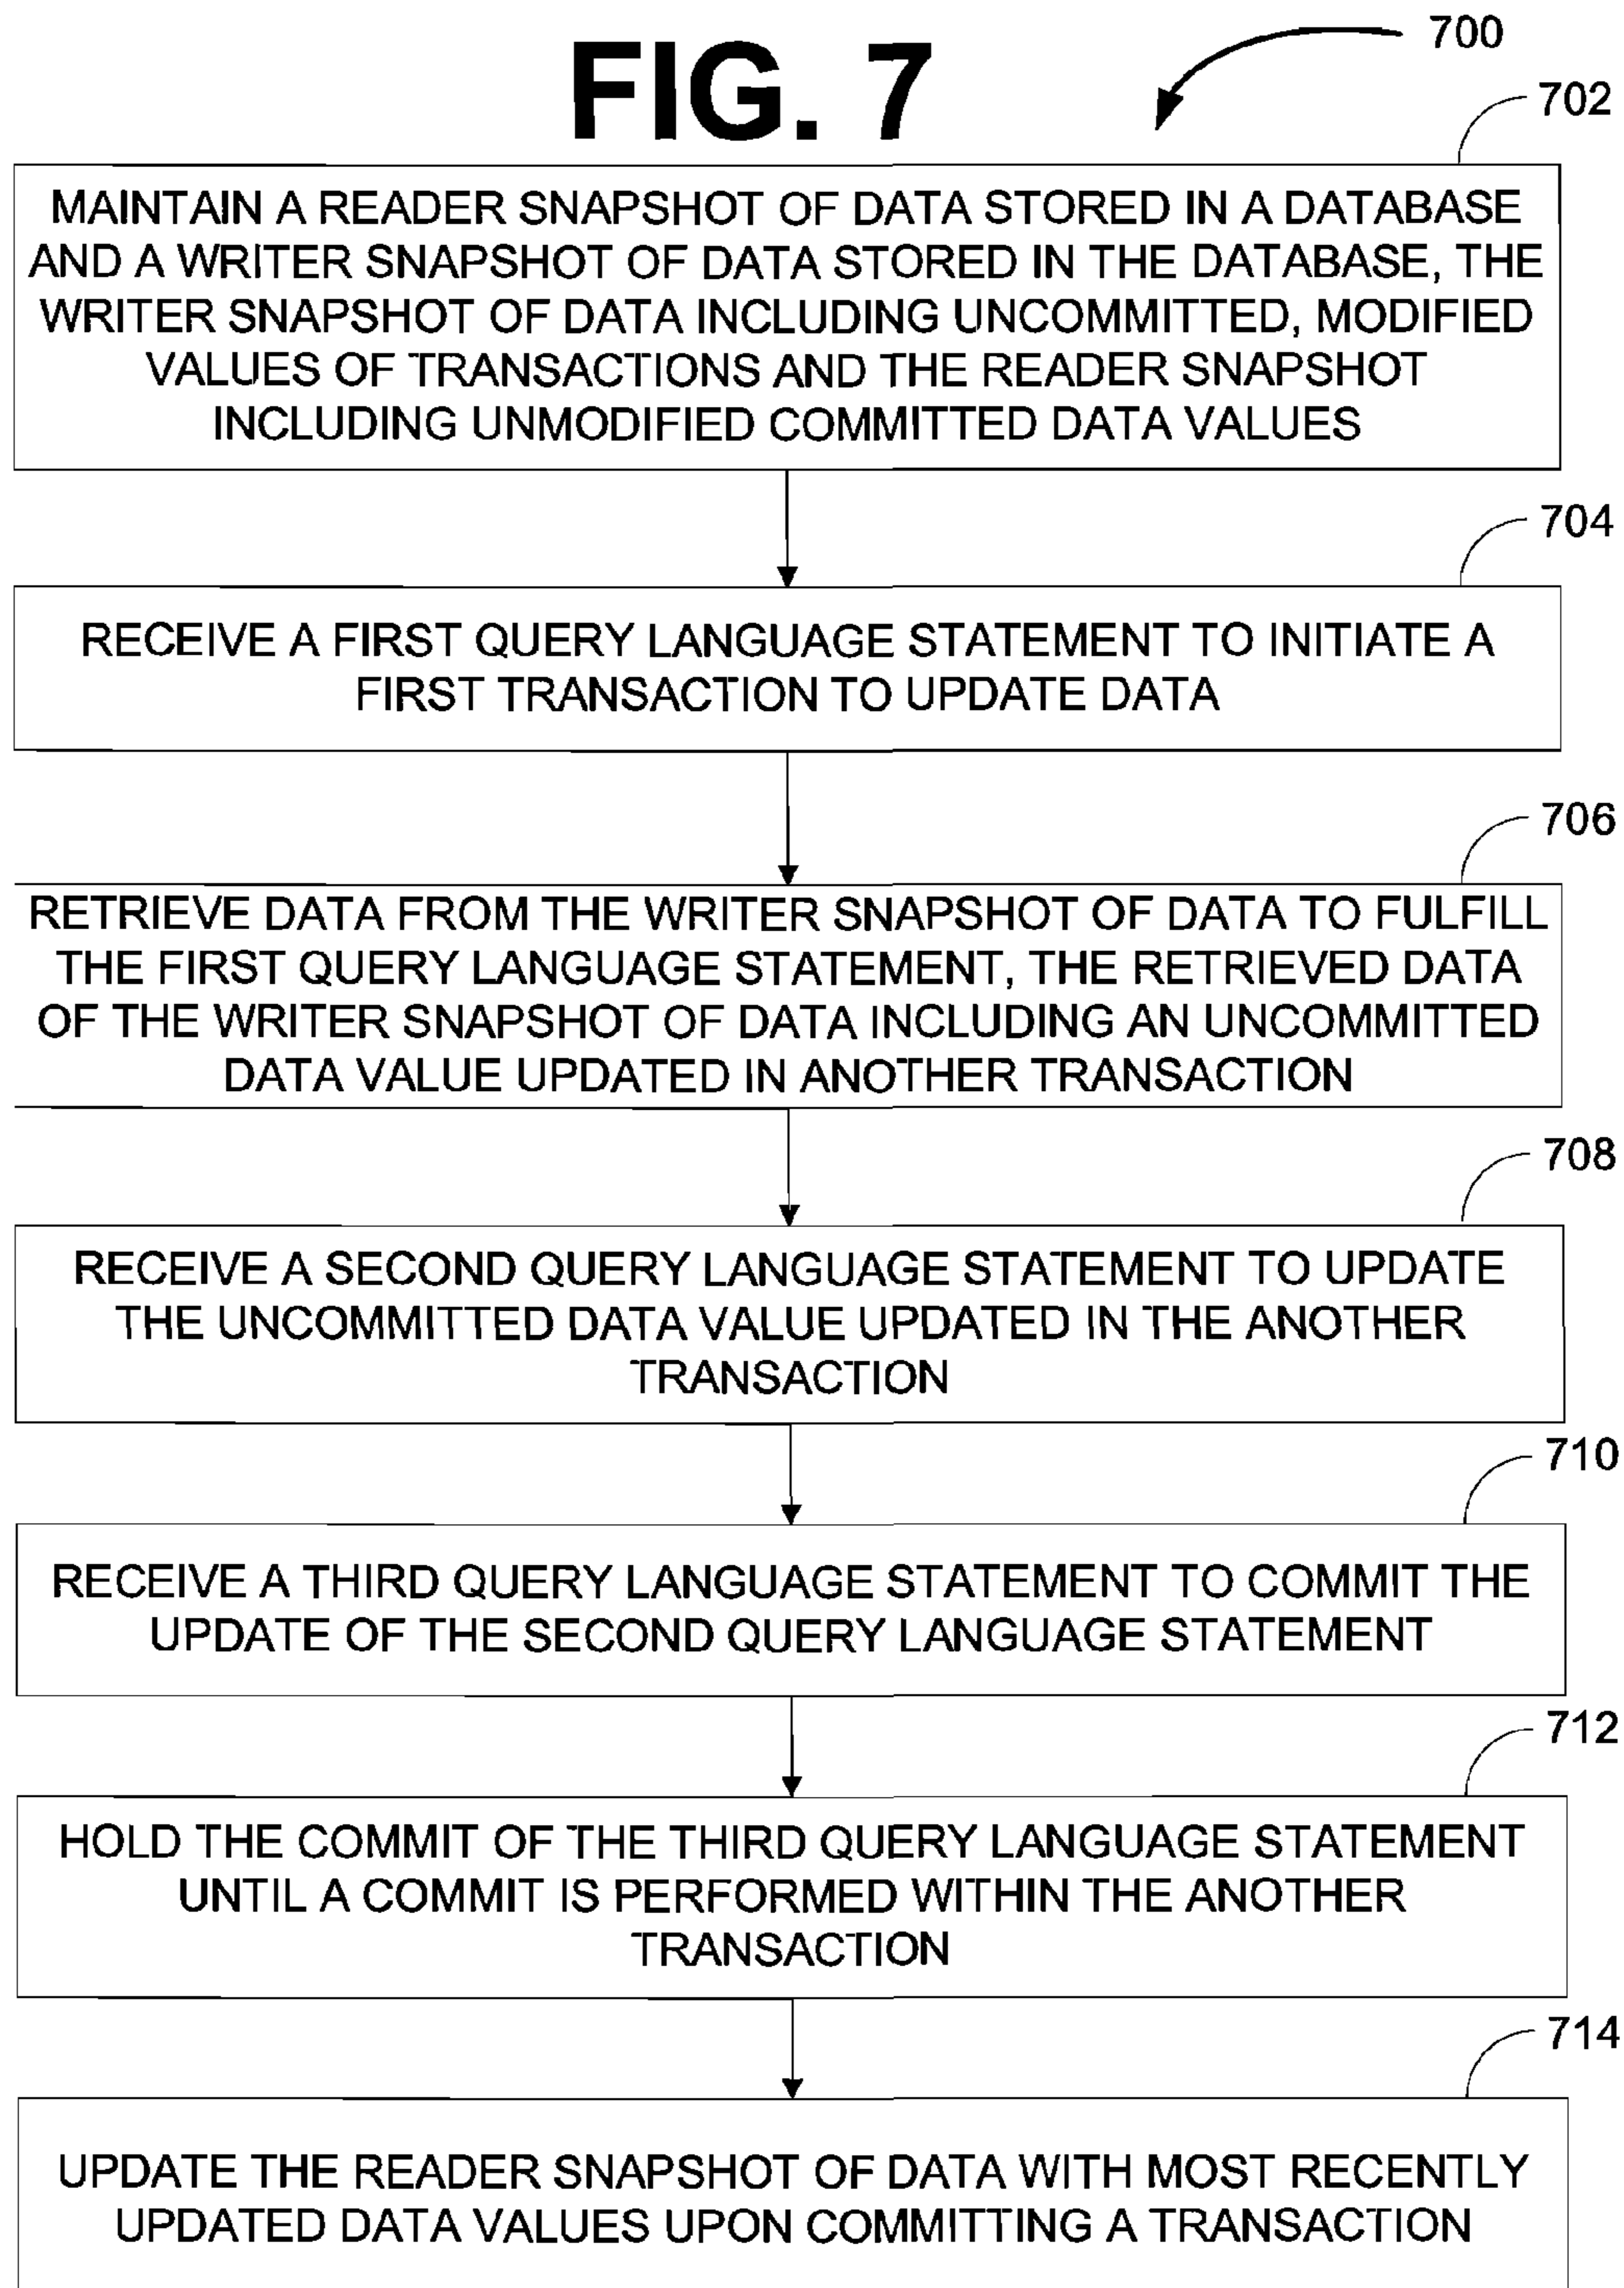 FIG. 7
700
702
MAINTAIN A READER SNAPSHOT OF DATA STORED IN A DATABASE
AND A WRITER SNAPSHOT OF DATA STORED IN THE DATABASE, THE
WRITER SNAPSHOT OF DATA INCLUDING UNCOMMITTED, MODIFIED
VALUES OF TRANSACTIONS AND THE READER SNAPSHOT
INCLUDING UNMODIFIED COMMITTED DATA VALUES
704
RECEIVE A FIRST QUERY LANGUAGE STATEMENT TO INITIATE A
FIRST TRANSACTION TO UPDATE DATA
706
RETRIEVE DATA FROM THE WRITER SNAPSHOT OF DATA TO FULFILL
THE FIRST QUERY LANGUAGE STATEMENT, THE RETRIEVED DATA
OF THE WRITER SNAPSHOT OF DATA INCLUDING AN UNCOMMITTED
DATA VALUE UPDATED IN ANOTHER TRANSACTION
708
RECEIVE A SECOND QUERY LANGUAGE STATEMENT TO UPDATE
THE UNCOMMITTED DATA VALUE UPDATED IN THE ANOTHER
TRANSACTION
710
RECEIVE A THIRD QUERY LANGUAGE STATEMENT TO COMMIT THE
UPDATE OF THE SECOND QUERY LANGUAGE STATEMENT
712
HOLD THE COMMIT OF THE THIRD QUERY LANGUAGE STATEMENT
UNTIL A COMMIT IS PERFORMED WITHIN THE ANOTHER
TRANSACTION
714
UPDATE THE READER SNAPSHOT OF DATA WITH MOST RECENTLY
UPDATED DATA VALUES UPON COMMITTING A TRANSACTION